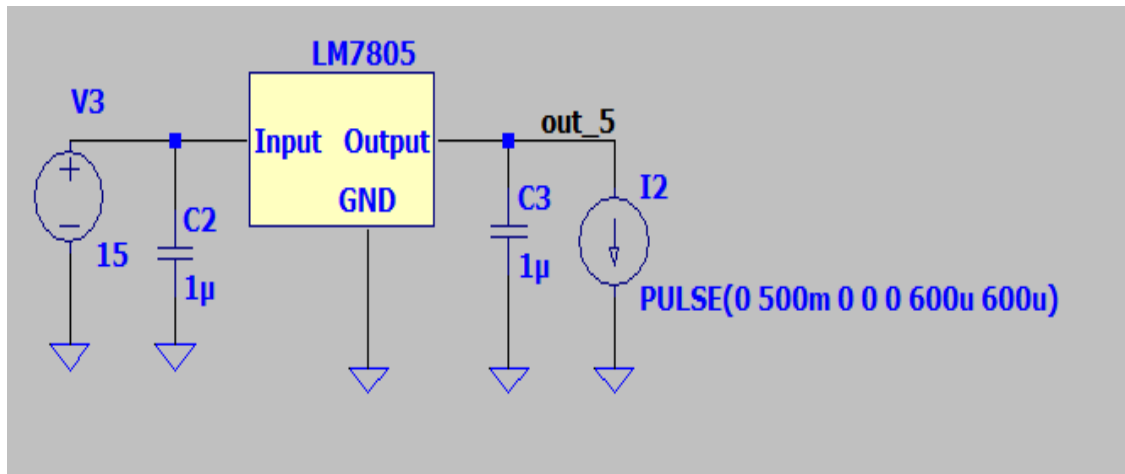 LM7805
V3
Input Output
GND
out_5
C2
1µ
15
C3
1µ
I2
PULSE(0 500m 0 0 0 600u 600u)